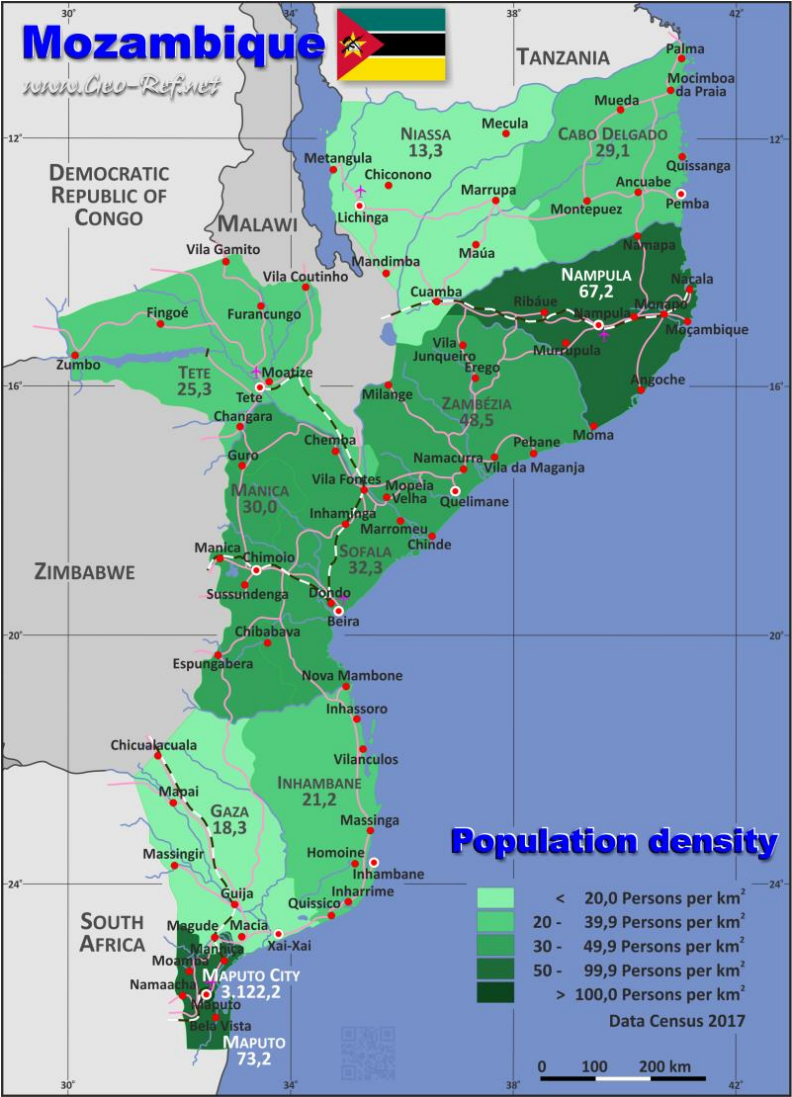 30°
34°
38°
42°
Mozambique
www.Geo-Ref.net
TANZANIA
Palma
Mocimboa
da Praia
Mueda
NIASSA
13,3
Mecula
CABO DELGADO
29,1
12°
12°
Metangula
Chiconono
Quissanga
DEMOCRATIC
REPUBLIC OF
CONGO
Marrupa
Ancuabe
Lichinga
Montepuez
Pemba
MALAWI
Vila Gamito
Maúa
Namapa
Mandimba
Vila Coutinho
NAMPULA
67,2
Nacala
Cuamba
Ribáue
Nampula
Monapo
Moçambique
Fingoé
Furancungo
Vila
Junqueiro
Murrupula
Zumbo
TETE
25,3
Moatize
Tete
Erego
Angoche
16°
16°
Milange
ZAMBÉZIA
48,5
Changara
Moma
Chemba
Pebane
Guro
Namacurra
Vila da Maganja
MANICA
30,0
Vila Fontes
Mopeia
Velha
Quelimane
Inhaminga
Marromeu
Chinde
SOFALA
32,3
Manica
Chimoio
ZIMBABWE
Sussundenga
Dondo
Beira
20°
20°
Chibabava
Espungabera
Nova Mambone
Inhassoro
Chicualacuala
Vilanculos
Mapai
INHAMBANE
21,2
GAZA
18,3
Massinga
Massingir
Homoine
Inhambane
24°
24°
Guija
Inharrime
Quissico
SOUTH
AFRICA
Magude
Macia
Xai-Xai
Manhiça
Moamba
MAPUTO CITY
3.122,2
Namaacha
Maputo
Bela Vista
MAPUTO
73,2
Population density
< 20,0 Persons per km²
20 - 39,9 Persons per km²
30 - 49,9 Persons per km²
50 - 99,9 Persons per km²
> 100,0 Persons per km²
Data Census 2017
0 100 200 km
30°
34°
38°
42°